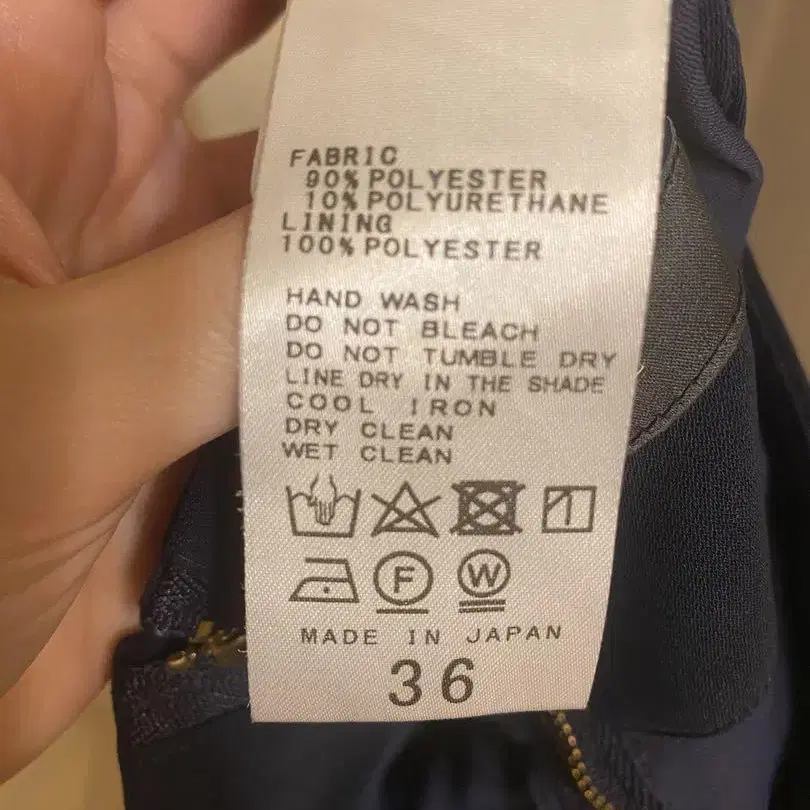 FABRIC
90% POLYESTER
10% POLYURETHANE
LINING
100% POLYESTER
HAND WASH
DO NOT BLEACH
DO NOT TUMBLE DRY
LINE DRY IN THE SHADE
COOL IRON
DRY CLEAN
WET CLEAN
F W
MADE IN JAPAN
36